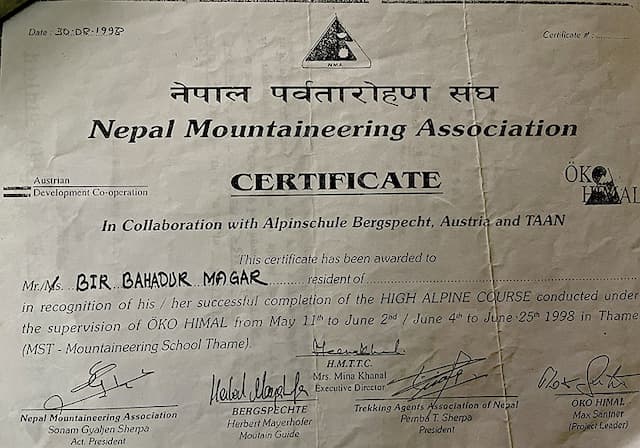 Date : 30-08-1998
Certificate # :
N.M.A.
नेपाल पर्वतारोहण संघ
Nepal Mountaineering Association
Austrian
Development Co-operation
CERTIFICATE
ÖKO
HIMAL
In Collaboration with Alpinschule Bergspecht, Austria and TAAN
This certificate has been awarded to
Mr./Ms. BIR BAHADUR MAGAR resident of
in recognition of his / her successful completion of the HIGH ALPINE COURSE conducted under
the supervision of ÖKO HIMAL from May 11th to June 2nd / June 4th to June 25th 1998 in Thame
(MST - Mountaineering School Thame).
H.M.T.T.C.
Mrs. Mina Khanal
Executive Director
Nepal Mountaineering Association
Sonam Gyaljen Sherpa
Act. President
BERGSPECHTE
Herbert Mayerhofer
Moutain Guide
Trekking Agents Association of Nepal
Pemba T. Sherpa
President
ÖKO HIMAL
Max Santner
(Project Leader)